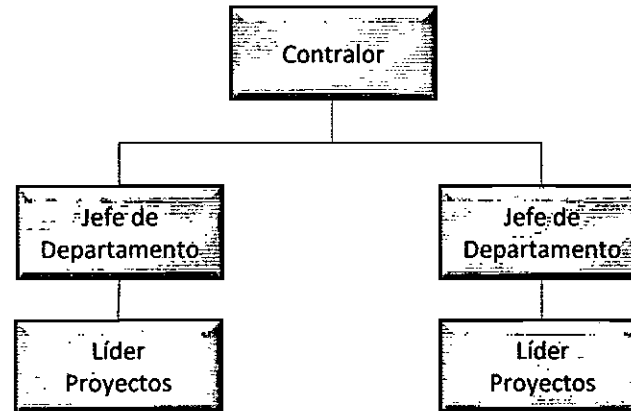 Contralor
Jefe de
Departamento
Jefe de
Departamento
Líder
Proyectos
Líder
Proyectos